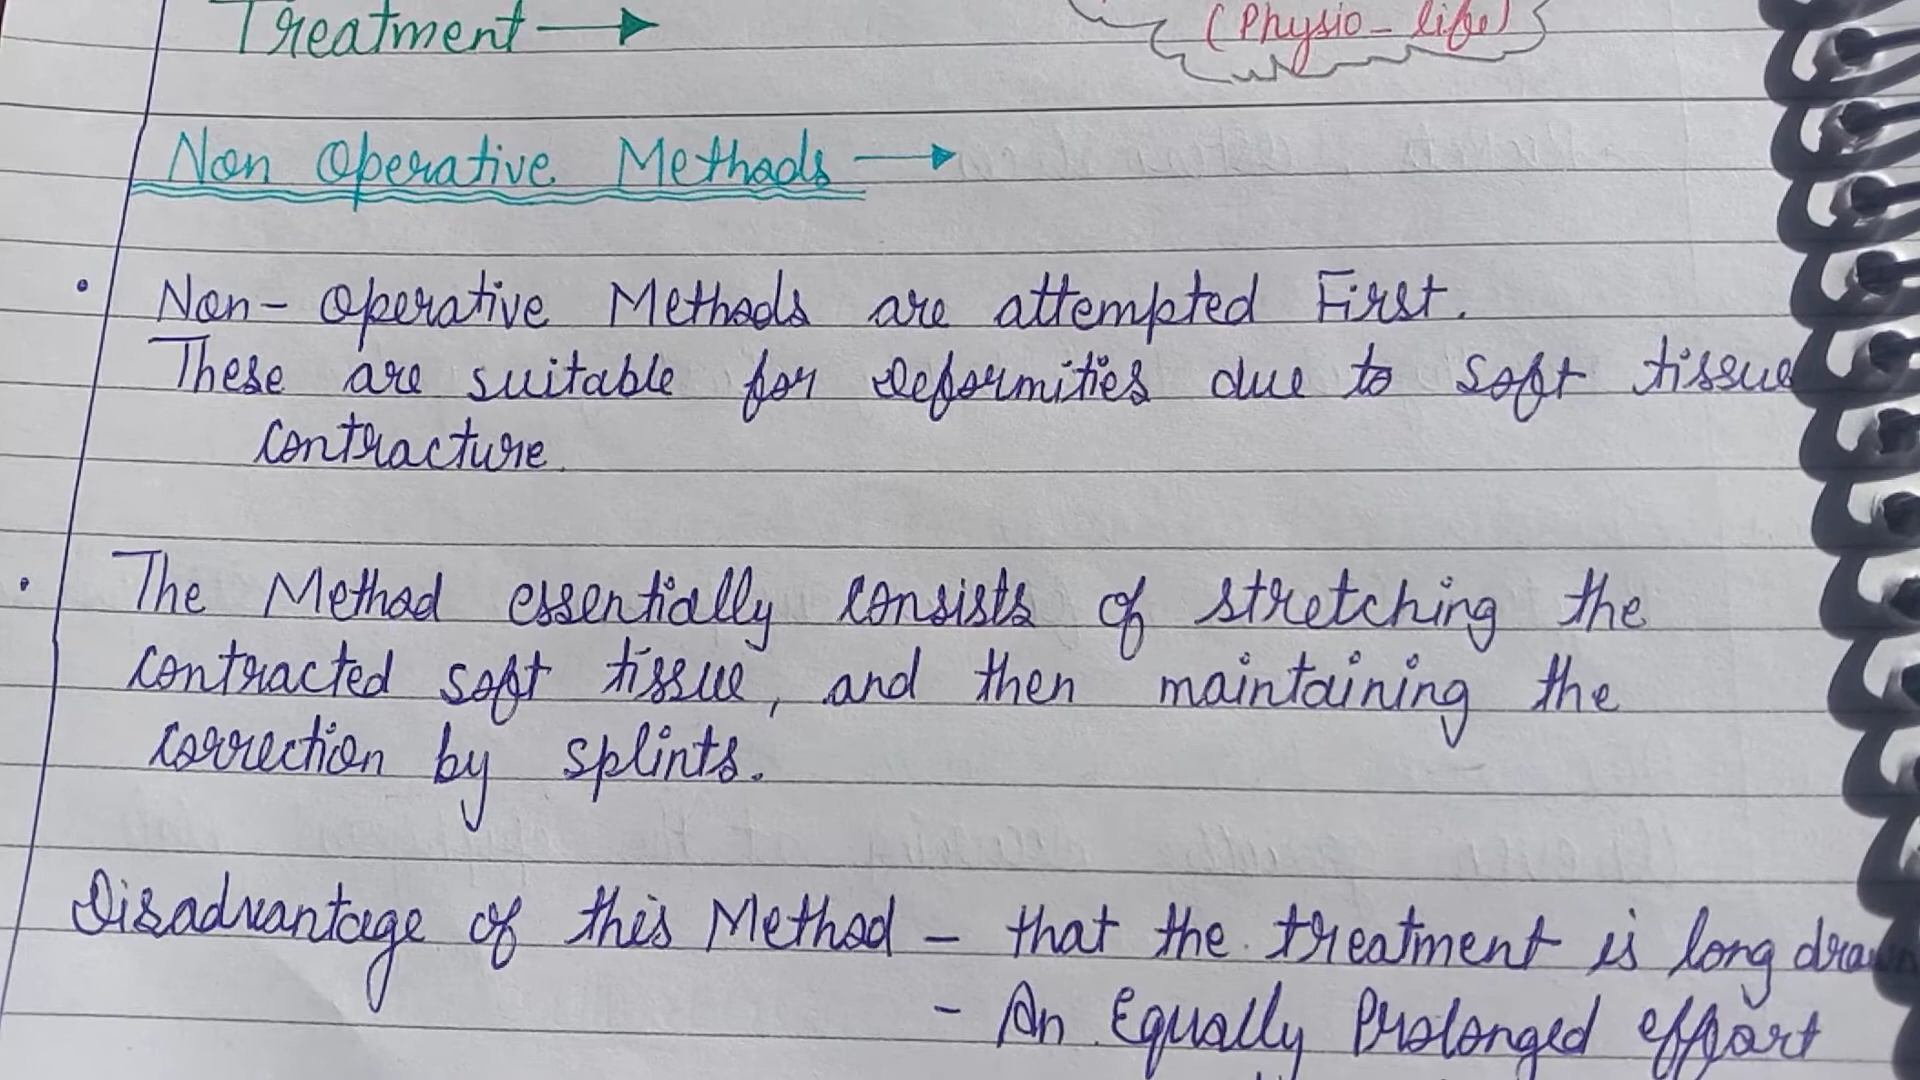 Treatment →
(Physio - life)
Non Operative Methods →
• Non - Operative Methods are attempted First.
These are suitable for Deformities due to soft tissue
contracture.
• The Method essentially consists of stretching the
contracted soft tissue, and then maintaining the
correction by splints.
Disadvantage of this Method - that the treatment is long
- An Equally Prolonged effort